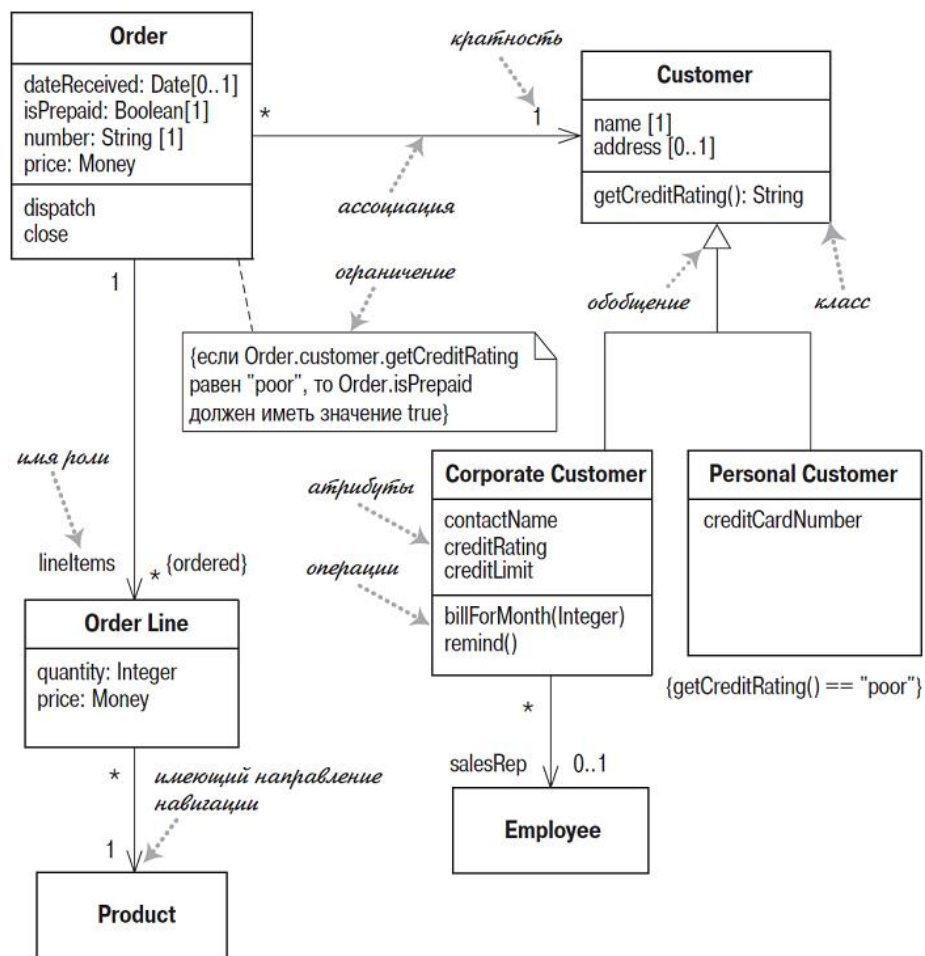 Order
dateReceived: Date[0..1]
isPrepaid: Boolean[1]
number: String [1]
price: Money
dispatch
close
*
1
кратность
ассоциация
Customer
name [1]
address [0..1]
getCreditRating(): String
обобщение
класс
1
ограничение
{если Order.customer.getCreditRating
равен "poor", то Order.isPrepaid
должен иметь значение true}
имя роли
lineItems
* {ordered}
атрибуты
операции
Corporate Customer
contactName
creditRating
creditLimit
billForMonth(Integer)
remind()
Personal Customer
creditCardNumber
{getCreditRating() == "poor"}
Order Line
quantity: Integer
price: Money
*
имеющий направление
навигации
1
Product
*
salesRep
0..1
Employee